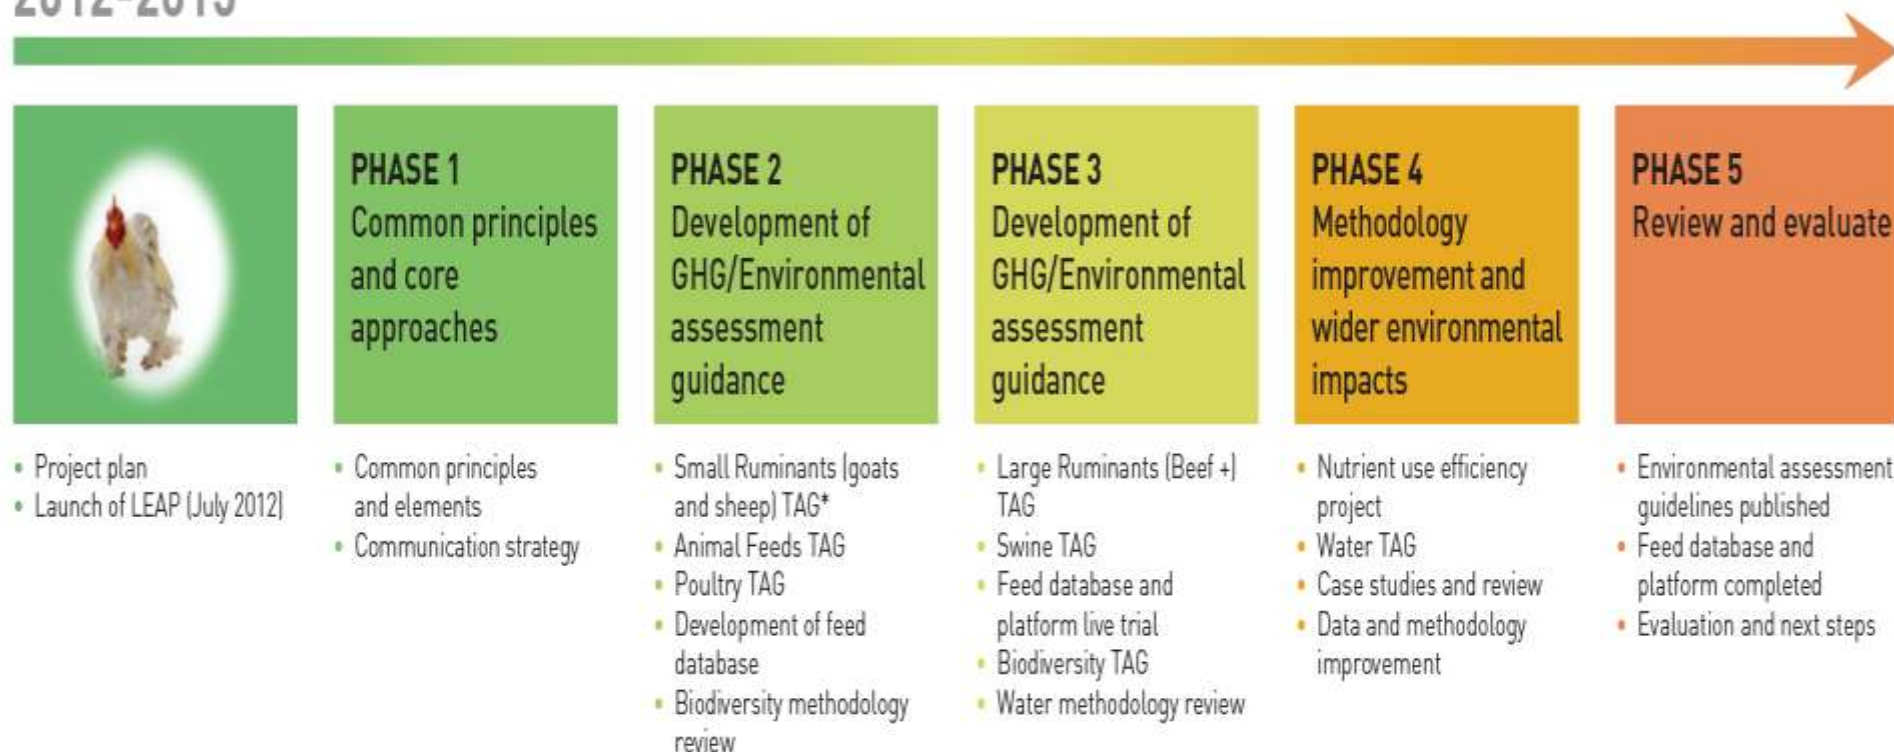 2012-2015
PHASE 1
Common principles
and core
approaches
PHASE 2
Development of
GHG/Environmental
assessment
guidance
PHASE 3
Development of
GHG/Environmental
assessment
guidance
PHASE 4
Methodology
improvement and
wider environmental
impacts
PHASE 5
Review and evaluate
• Project plan
• Launch of LEAP (July 2012)
• Common principles
and elements
• Communication strategy
• Small Ruminants (goats
and sheep) TAG*
• Animal Feeds TAG
• Poultry TAG
• Development of feed
database
• Biodiversity methodology
review
• Large Ruminants (Beef +)
TAG
• Swine TAG
• Feed database and
platform live trial
• Biodiversity TAG
• Water methodology review
• Nutrient use efficiency
project
• Water TAG
• Case studies and review
• Data and methodology
improvement
• Environmental assessment
guidelines published
• Feed database and
platform completed
• Evaluation and next steps